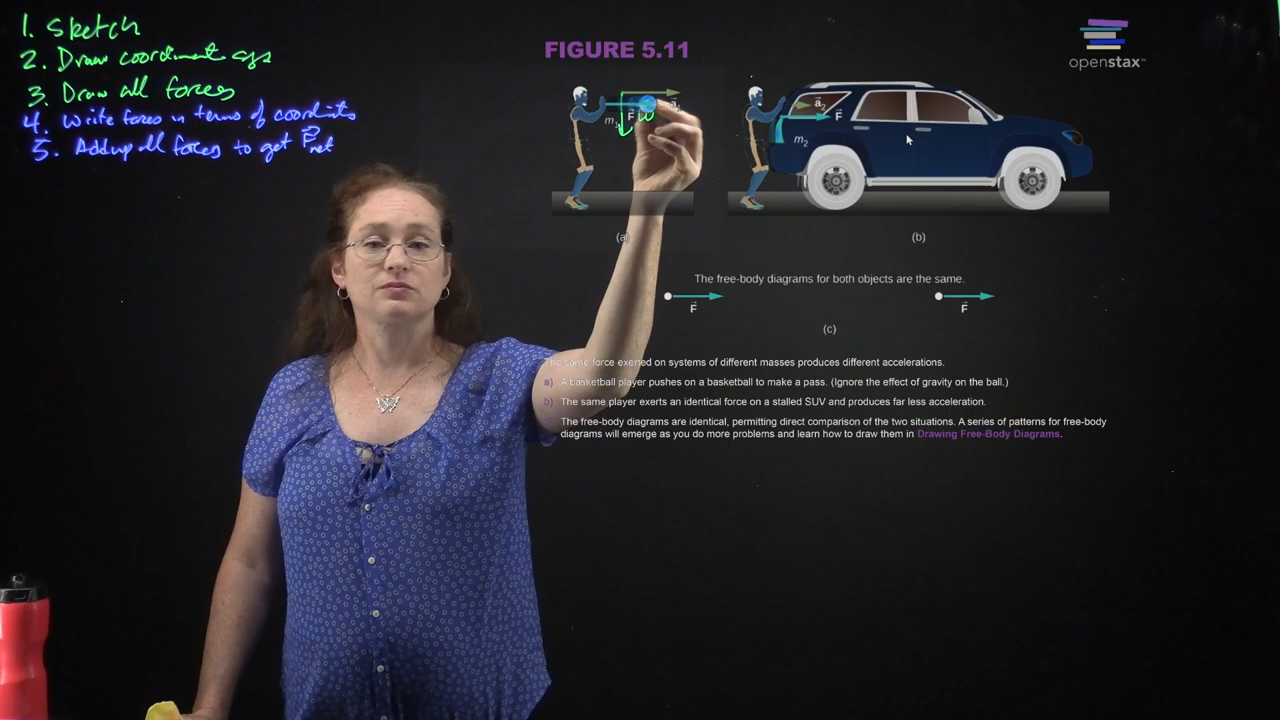 1. Sketch
2. Draw coordinate sys
3. Draw all forces
4. Write forces in terms of coordinates
5. Add up all forces to get F net
FIGURE 5.11
openstax™
m₁ F w
a₂
F
m₂
(a)
(b)
The free-body diagrams for both objects are the same.
F
F
(c)
The same force exerted on systems of different masses produces different accelerations.
a) A basketball player pushes on a basketball to make a pass. (Ignore the effect of gravity on the ball.)
b) The same player exerts an identical force on a stalled SUV and produces far less acceleration.
The free-body diagrams are identical, permitting direct comparison of the two situations. A series of patterns for free-body
diagrams will emerge as you do more problems and learn how to draw them in Drawing Free-Body Diagrams.